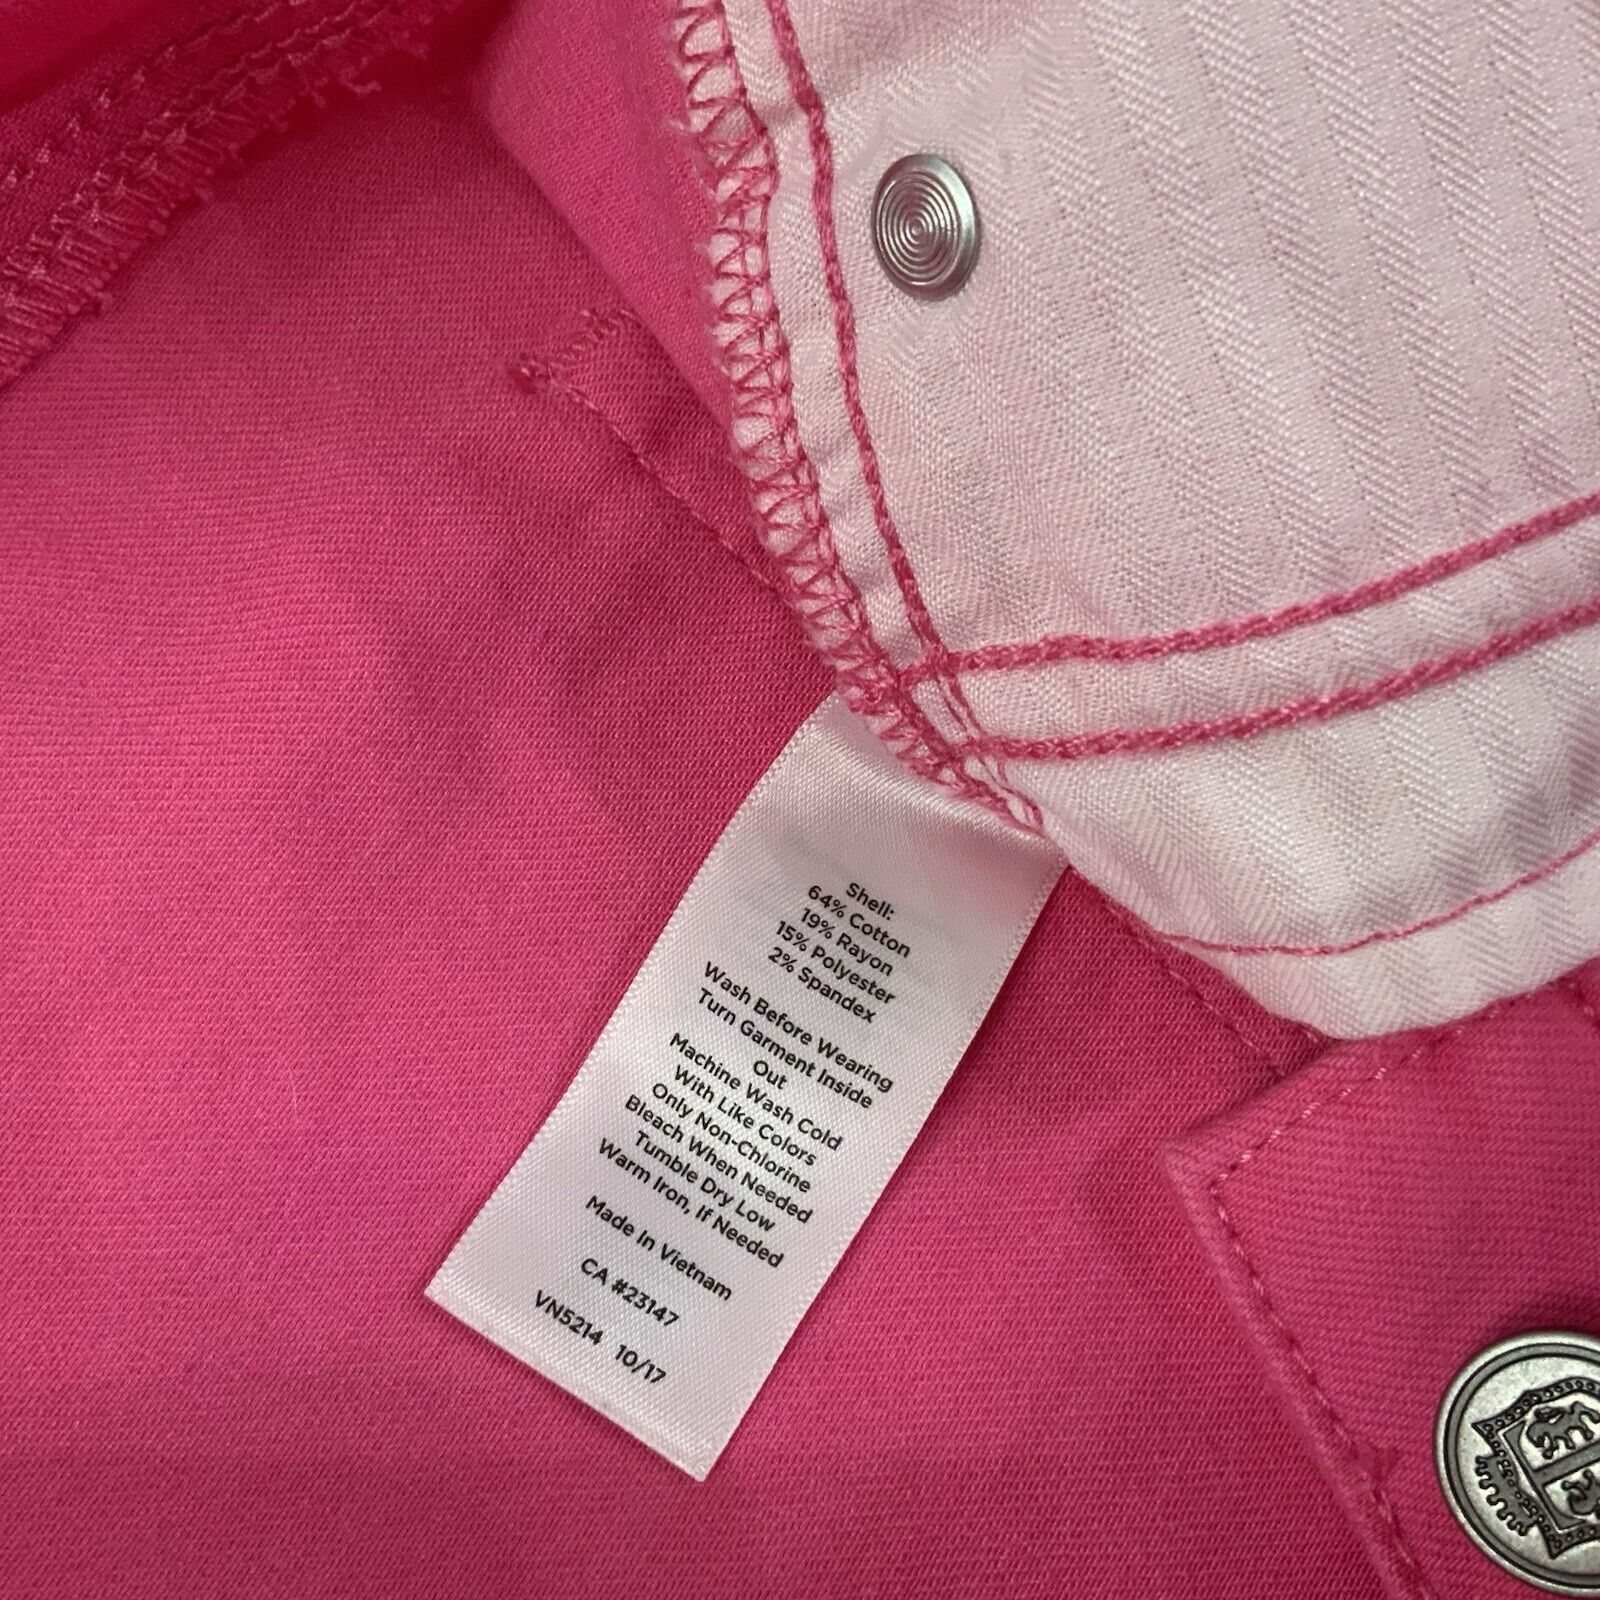 Shell:
64% Cotton
19% Rayon
15% Polyester
2% Spandex
Wash Before Wearing
Turn Garment Inside
Out
Machine Wash Cold
With Like Colors
Only Non-Chlorine
Bleach When Needed
Tumble Dry Low
Warm Iron, If Needed
Made In Vietnam
CA #23147
VN5214 10/17